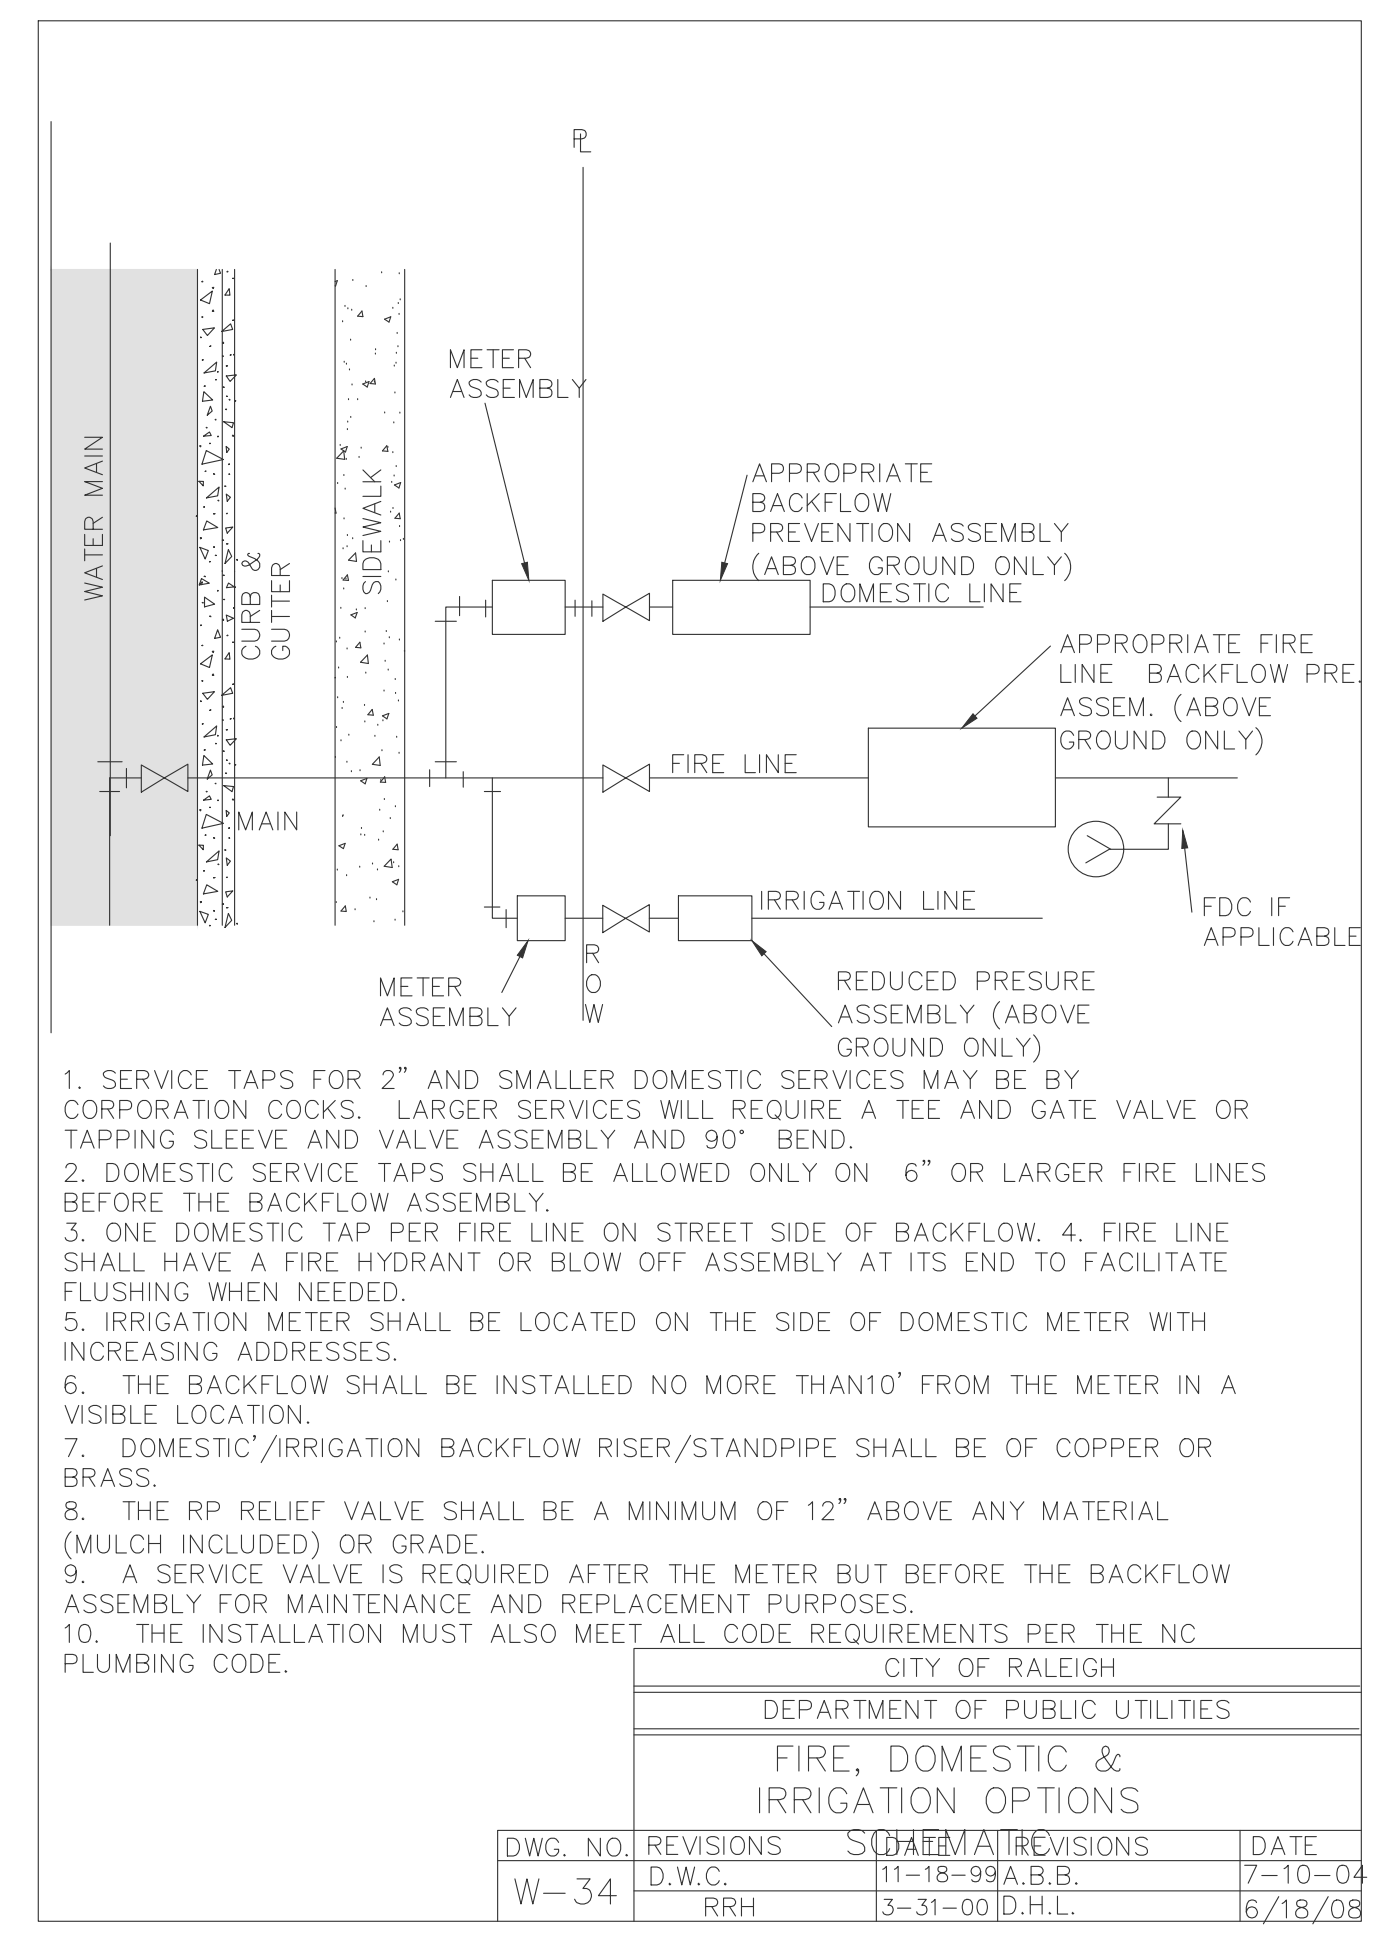 PL
METER
ASSEMBLY
WATER MAIN
CURB &
GUTTER
SIDEWALK
APPROPRIATE
BACKFLOW
PREVENTION ASSEMBLY
(ABOVE GROUND ONLY)
DOMESTIC LINE
APPROPRIATE FIRE
LINE BACKFLOW PRE.
ASSEM. (ABOVE
GROUND ONLY)
FIRE LINE
MAIN
IRRIGATION LINE
FDC IF
APPLICABLE
R
O
W
METER
ASSEMBLY
REDUCED PRESURE
ASSEMBLY (ABOVE
GROUND ONLY)
1. SERVICE TAPS FOR 2” AND SMALLER DOMESTIC SERVICES MAY BE BY
CORPORATION COCKS. LARGER SERVICES WILL REQUIRE A TEE AND GATE VALVE OR
TAPPING SLEEVE AND VALVE ASSEMBLY AND 90° BEND.
2. DOMESTIC SERVICE TAPS SHALL BE ALLOWED ONLY ON 6” OR LARGER FIRE LINES
BEFORE THE BACKFLOW ASSEMBLY.
3. ONE DOMESTIC TAP PER FIRE LINE ON STREET SIDE OF BACKFLOW. 4. FIRE LINE
SHALL HAVE A FIRE HYDRANT OR BLOW OFF ASSEMBLY AT ITS END TO FACILITATE
FLUSHING WHEN NEEDED.
5. IRRIGATION METER SHALL BE LOCATED ON THE SIDE OF DOMESTIC METER WITH
INCREASING ADDRESSES.
6. THE BACKFLOW SHALL BE INSTALLED NO MORE THAN10’ FROM THE METER IN A
VISIBLE LOCATION.
7. DOMESTIC’/IRRIGATION BACKFLOW RISER/STANDPIPE SHALL BE OF COPPER OR
BRASS.
8. THE RP RELIEF VALVE SHALL BE A MINIMUM OF 12” ABOVE ANY MATERIAL
(MULCH INCLUDED) OR GRADE.
9. A SERVICE VALVE IS REQUIRED AFTER THE METER BUT BEFORE THE BACKFLOW
ASSEMBLY FOR MAINTENANCE AND REPLACEMENT PURPOSES.
10. THE INSTALLATION MUST ALSO MEET ALL CODE REQUIREMENTS PER THE NC
PLUMBING CODE.
CITY OF RALEIGH
DEPARTMENT OF PUBLIC UTILITIES
FIRE, DOMESTIC &
IRRIGATION OPTIONS
SCHEMATIC
DWG. NO. REVISIONS DATE REVISIONS DATE
W-34
D.W.C. 11-18-99 A.B.B. 7-10-04
RRH 3-31-00 D.H.L. 6/18/08